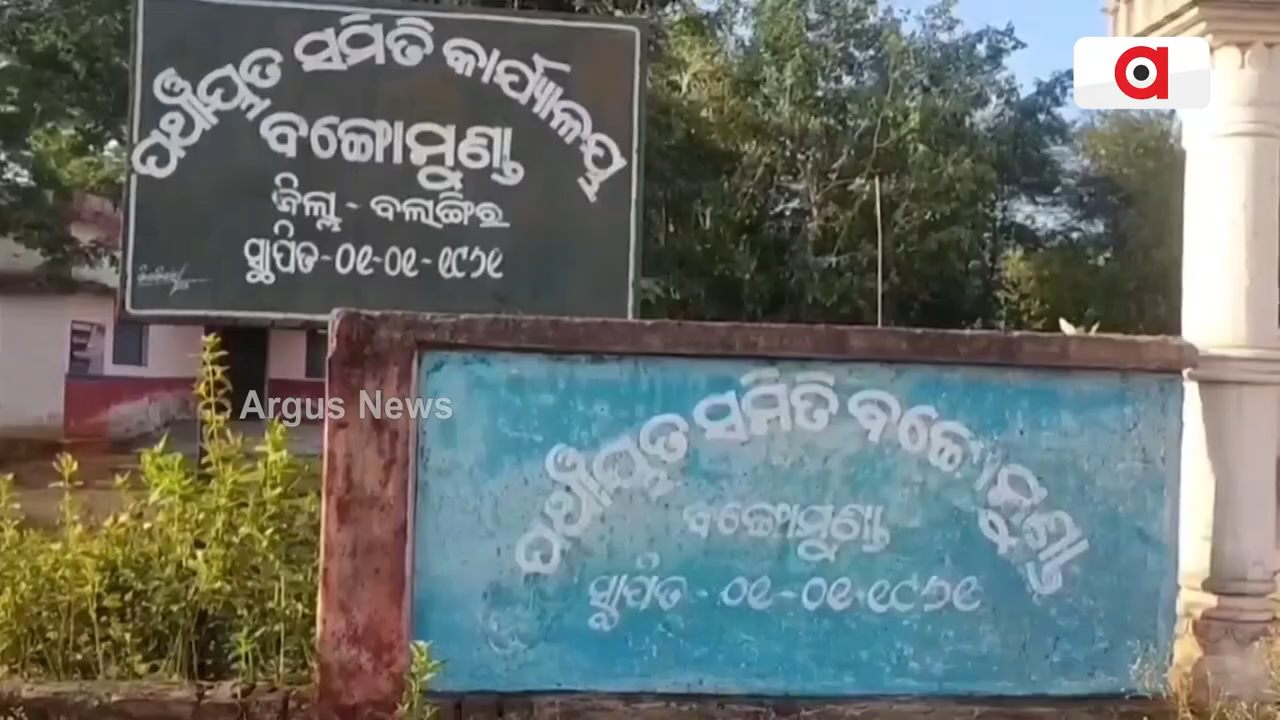 ପଞ୍ଚାୟତ ସମିତି କାର୍ଯ୍ୟାଳୟ
ବଙ୍ଗୋମୁଣ୍ଡା
ଜିଲ୍ଲା - ବଲାଙ୍ଗିର
ସ୍ଥାପିତ-୦୧-୦୧-୧୯୬୧
Argus News
ପଞ୍ଚାୟତ ସମିତି ବଙ୍ଗୋମୁଣ୍ଡା
ବଙ୍ଗୋମୁଣ୍ଡା
ସ୍ଥାପିତ - ୦୧-୦୧-୧୯୬୧